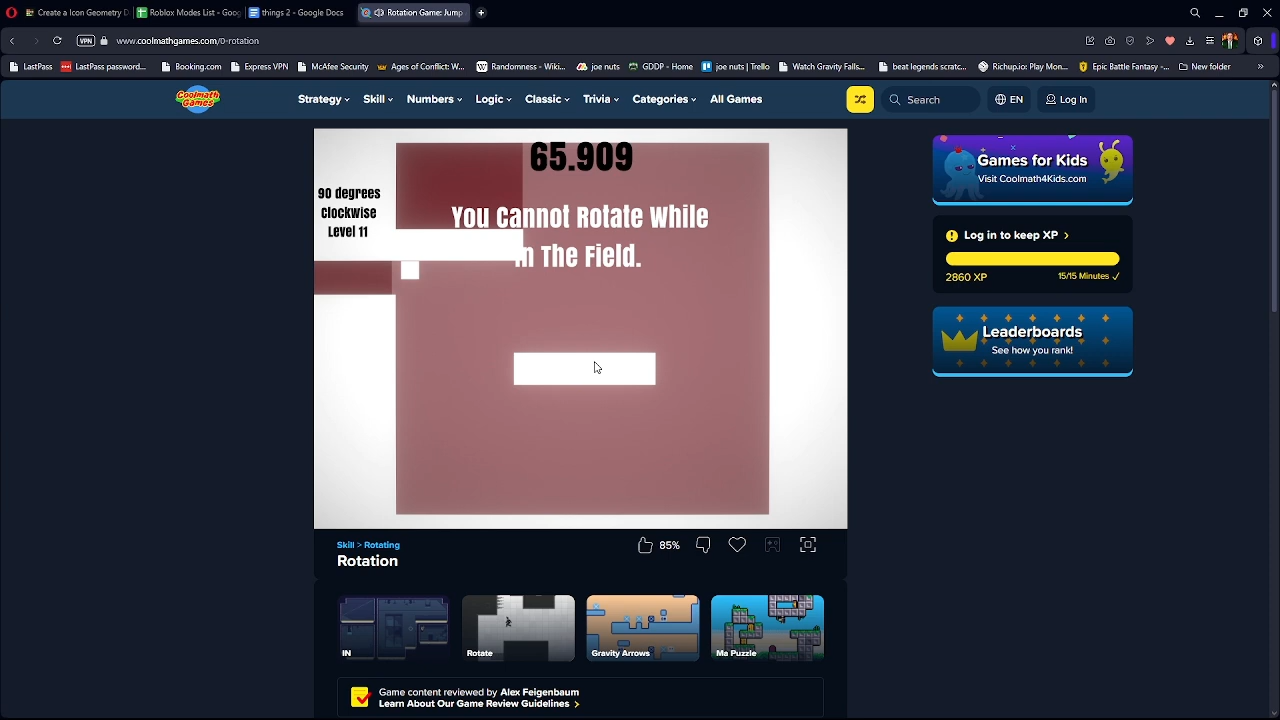 Create a Icon Geometry D
Roblox Modes List - Goog
things 2 - Google Docs
Rotation Game: Jump
VPN
www.coolmathgames.com/0-rotation
LastPass
LastPass password...
Booking.com
Express VPN
McAfee Security
Ages of Conflict: W...
Randomness - Wiki...
joe nuts
GDDP - Home
joe nuts | Trello
Watch Gravity Falls...
beat legends scratc...
Richup.io: Play Mon...
Epic Battle Fantasy -...
New folder
Coolmath
Games
Strategy
Skill
Numbers
Logic
Classic
Trivia
Categories
All Games
Search
EN
Log In
65.909
90 degrees
Clockwise
Level 11
You Cannot Rotate While
In The Field.
Games for Kids
Visit Coolmath4Kids.com
Log in to keep XP >
2860 XP
15/15 Minutes
Leaderboards
See how you rank!
Skill > Rotating
Rotation
85%
IN
Rotate
Gravity Arrows
Ma Puzzle
Game content reviewed by Alex Feigenbaum
Learn About Our Game Review Guidelines >